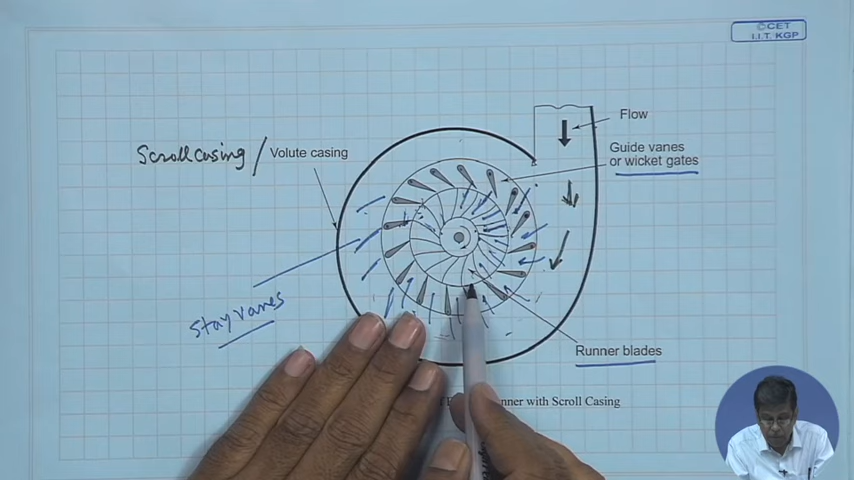 ©CET
I.I.T. KGP
Flow
Guide vanes
or wicket gates
Scroll casing / Volute casing
Stay vanes
Runner blades
unner with Scroll Casing